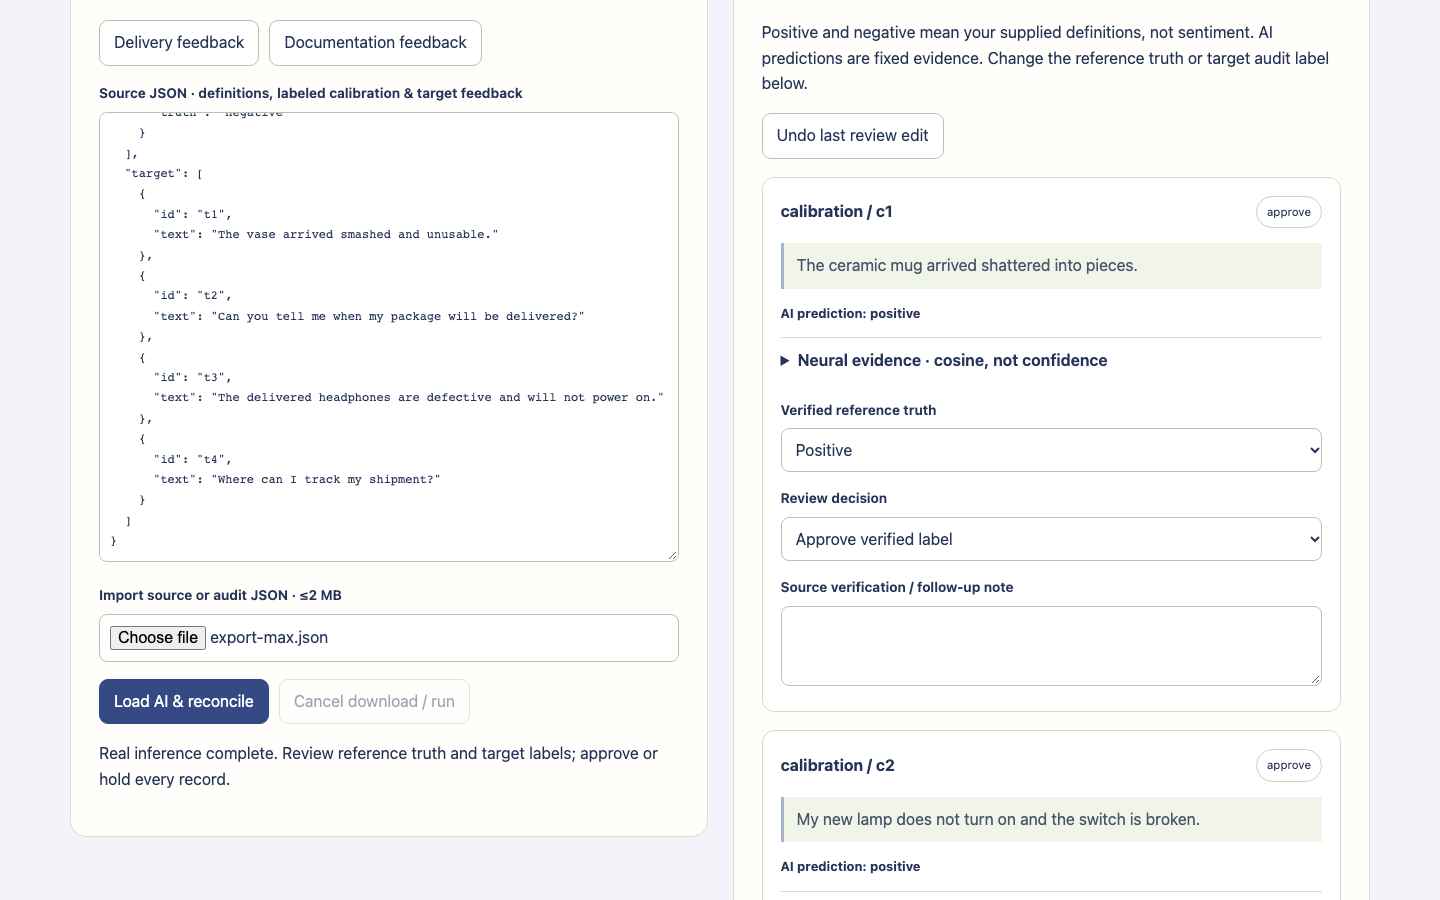 Delivery feedback
Documentation feedback
Source JSON · definitions, labeled calibration & target feedback
"truth": "negative"
}
],
"target": [
{
"id": "t1",
"text": "The vase arrived smashed and unusable."
},
{
"id": "t2",
"text": "Can you tell me when my package will be delivered?"
},
{
"id": "t3",
"text": "The delivered headphones are defective and will not power on."
},
{
"id": "t4",
"text": "Where can I track my shipment?"
}
]
}
Import source or audit JSON · ≤2 MB
Choose file export-max.json
Load AI & reconcile
Cancel download / run
Real inference complete. Review reference truth and target labels; approve or
hold every record.
Positive and negative mean your supplied definitions, not sentiment. AI
predictions are fixed evidence. Change the reference truth or target audit label
below.
Undo last review edit
calibration / c1
approve
The ceramic mug arrived shattered into pieces.
AI prediction: positive
Neural evidence · cosine, not confidence
Verified reference truth
Positive
Review decision
Approve verified label
Source verification / follow-up note
calibration / c2
approve
My new lamp does not turn on and the switch is broken.
AI prediction: positive